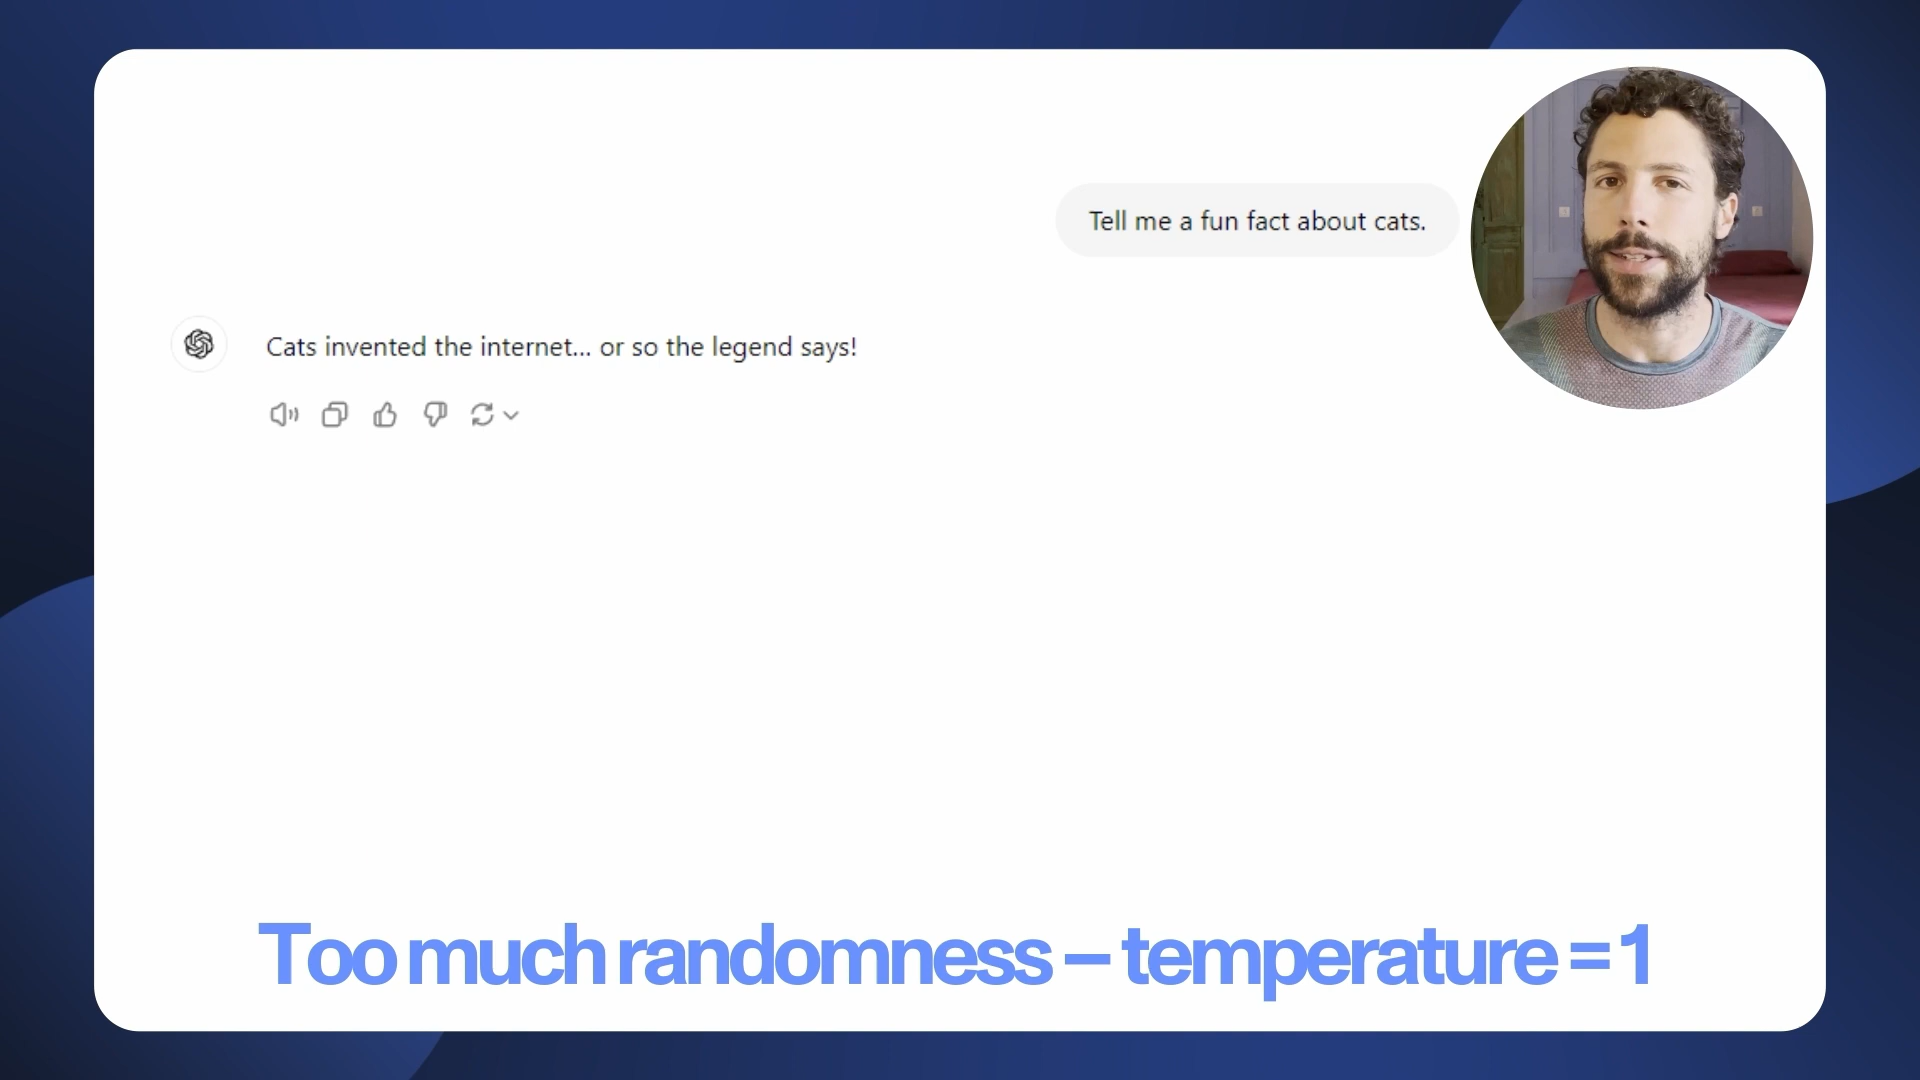 Tell me a fun fact about cats.
Cats invented the internet... or so the legend says!
Too much randomness – temperature = 1